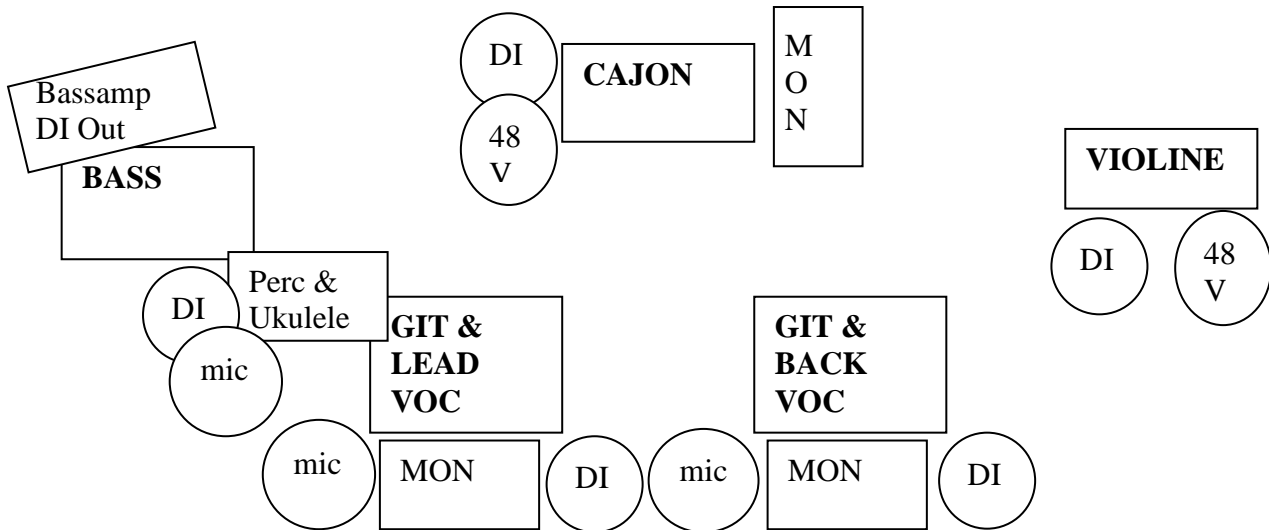 DI
CAJON
M
O
N
Bassamp
DI Out
48
V
BASS
VIOLINE
DI
48
V
DI
Perc &
Ukulele
mic
GIT &
LEAD
VOC
GIT &
BACK
VOC
mic
MON
DI
mic
MON
DI